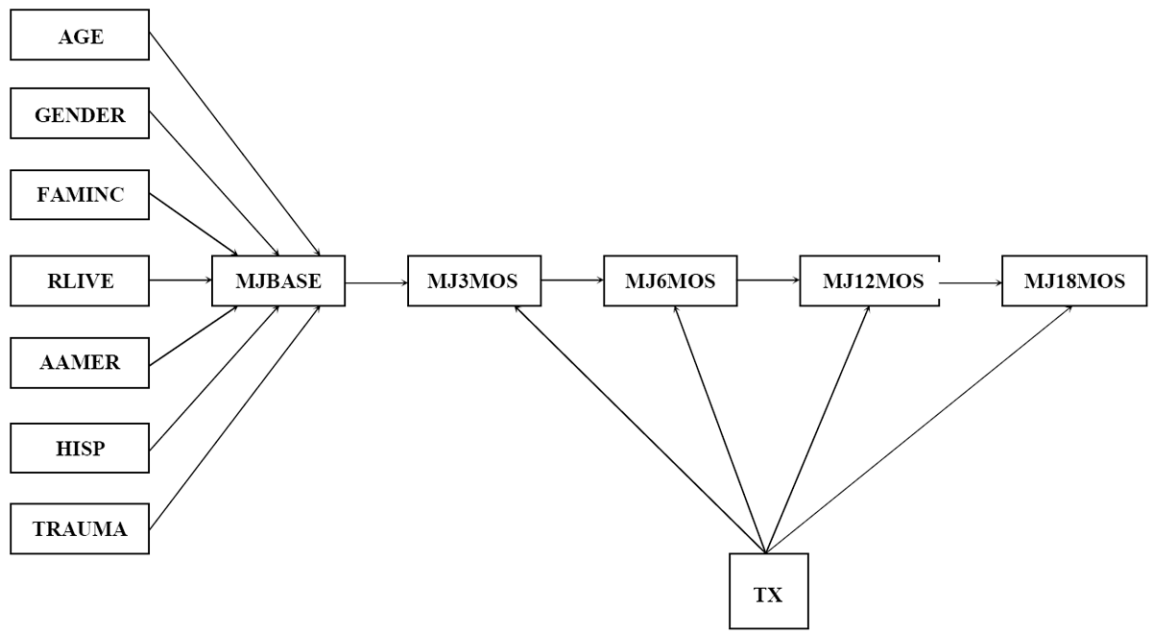 AGE
GENDER
FAMINC
RLIVE
MJBASE
MJ3MOS
MJ6MOS
MJ12MOS
MJ18MOS
AAMER
HISP
TRAUMA
TX